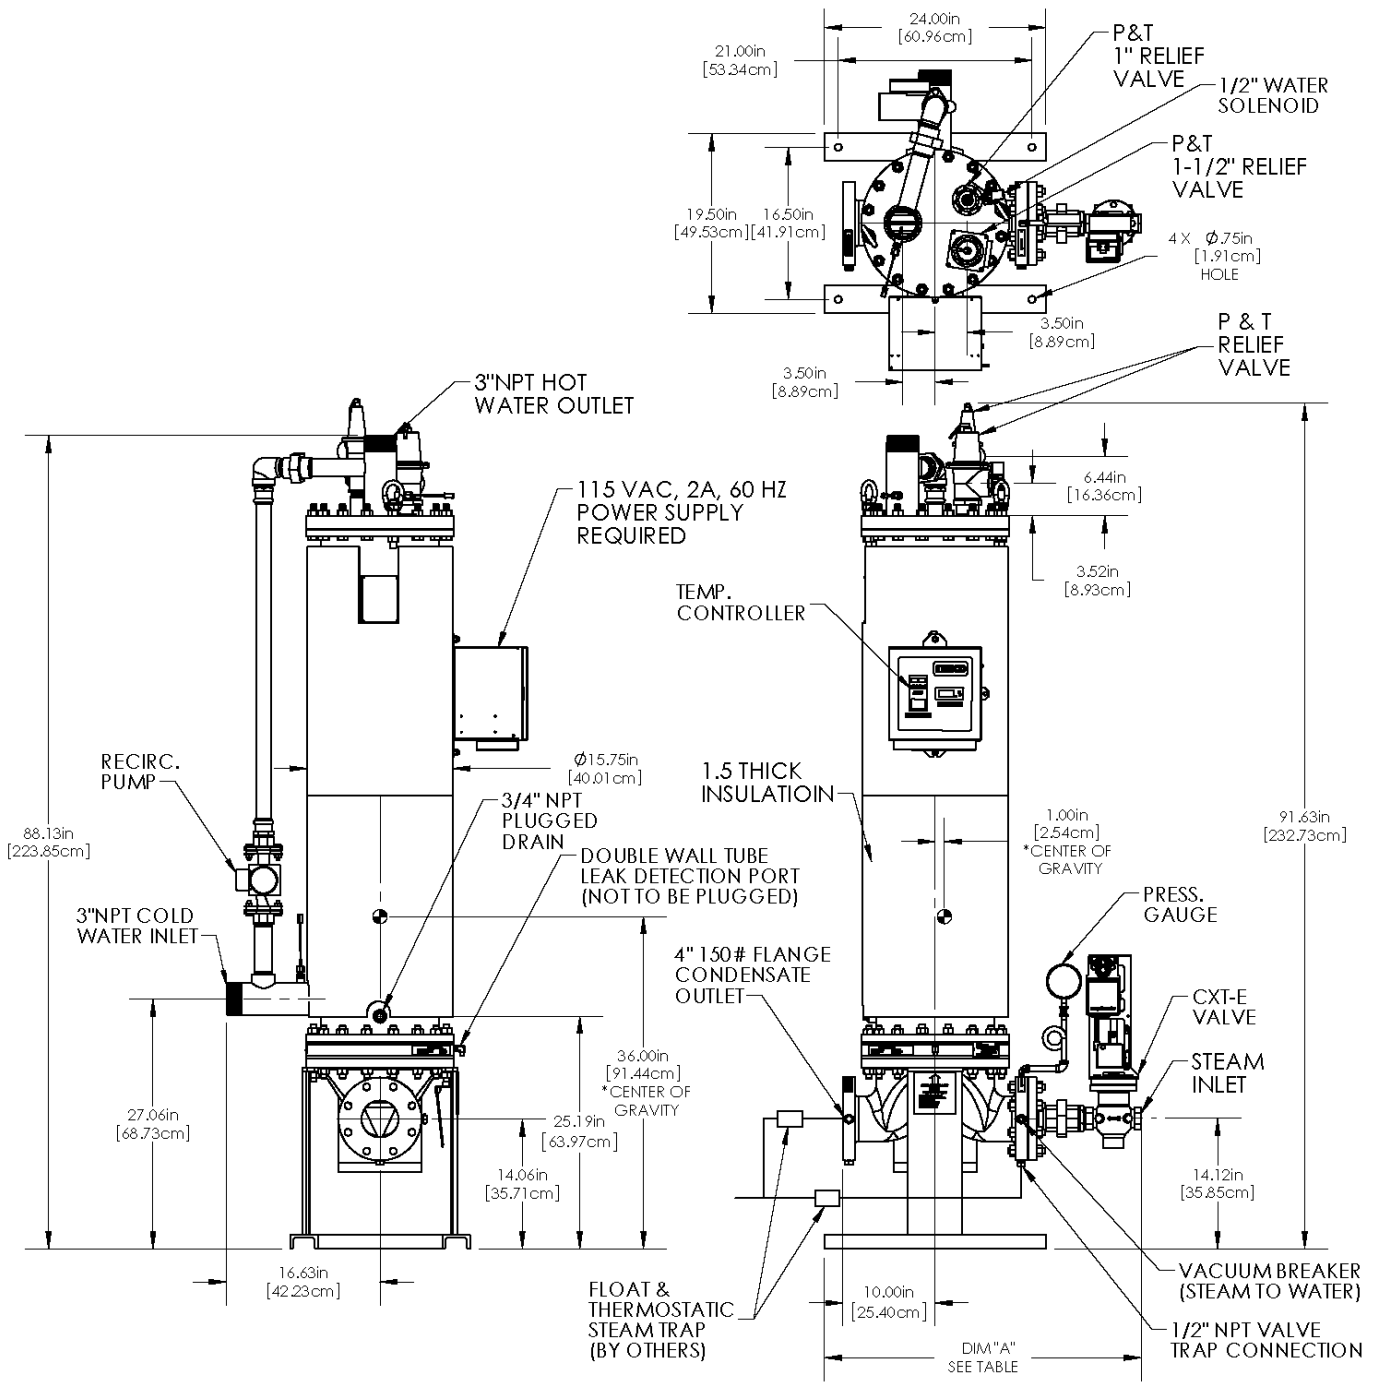 24.00in
[60.96cm]
21.00in
[53.34cm]
P&T
1" RELIEF
VALVE
1/2" WATER
SOLENOID
P&T
1-1/2" RELIEF
VALVE
19.50in
[49.53cm]
16.50in
[41.91cm]
4 X Ø.75in
[1.91cm]
HOLE
3.50in
[8.89cm]
3.50in
[8.89cm]
P & T
RELIEF
VALVE
3"NPT HOT
WATER OUTLET
115 VAC, 2A, 60 HZ
POWER SUPPLY
REQUIRED
6.44in
[16.36cm]
3.52in
[8.93cm]
TEMP.
CONTROLLER
RECIRC.
PUMP
Ø15.75in
[40.01cm]
1.5 THICK
INSULATIOIN
3/4" NPT
PLUGGED
DRAIN
88.13in
[223.85cm]
91.63in
[232.73cm]
1.00in
[2.54cm]
*CENTER OF
GRAVITY
DOUBLE WALL TUBE
LEAK DETECTION PORT
(NOT TO BE PLUGGED)
PRESS.
GAUGE
3"NPT COLD
WATER INLET
4" 150# FLANGE
CONDENSATE
OUTLET
CXT-E
VALVE
STEAM
INLET
36.00in
[91.44cm]
*CENTER OF
GRAVITY
27.06in
[68.73cm]
25.19in
[63.97cm]
14.06in
[35.71cm]
14.12in
[35.85cm]
16.63in
[42.23cm]
FLOAT &
THERMOSTATIC
STEAM TRAP
(BY OTHERS)
10.00in
[25.40cm]
VACUUM BREAKER
(STEAM TO WATER)
1/2" NPT VALVE
TRAP CONNECTION
DIM "A"
SEE TABLE